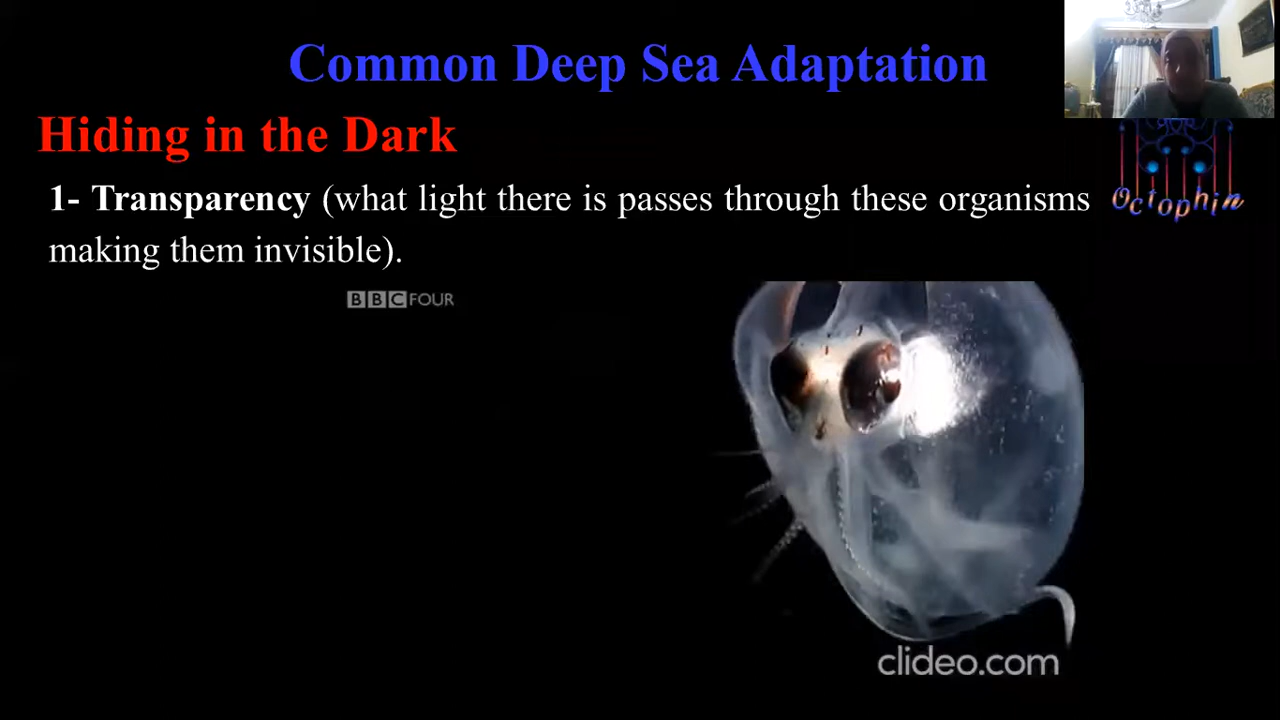 Common Deep Sea Adaptation
Hiding in the Dark
1- Transparency (what light there is passes through these organisms
making them invisible).
Octophin
BBC FOUR
clideo.com